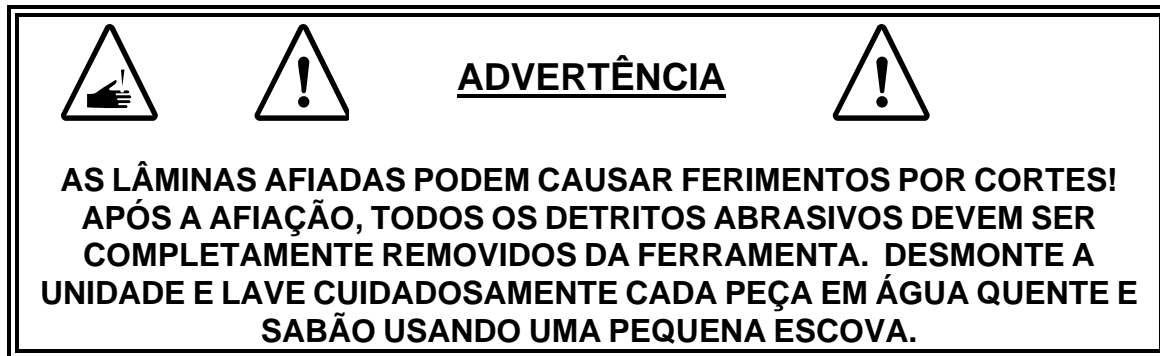 ADVERTÊNCIA
AS LÂMINAS AFIADAS PODEM CAUSAR FERIMENTOS POR CORTES!
APÓS A AFIAÇÃO, TODOS OS DETRITOS ABRASIVOS DEVEM SER
COMPLETAMENTE REMOVIDOS DA FERRAMENTA.  DESMONTE A
UNIDADE E LAVE CUIDADOSAMENTE CADA PEÇA EM ÁGUA QUENTE E
SABÃO USANDO UMA PEQUENA ESCOVA.